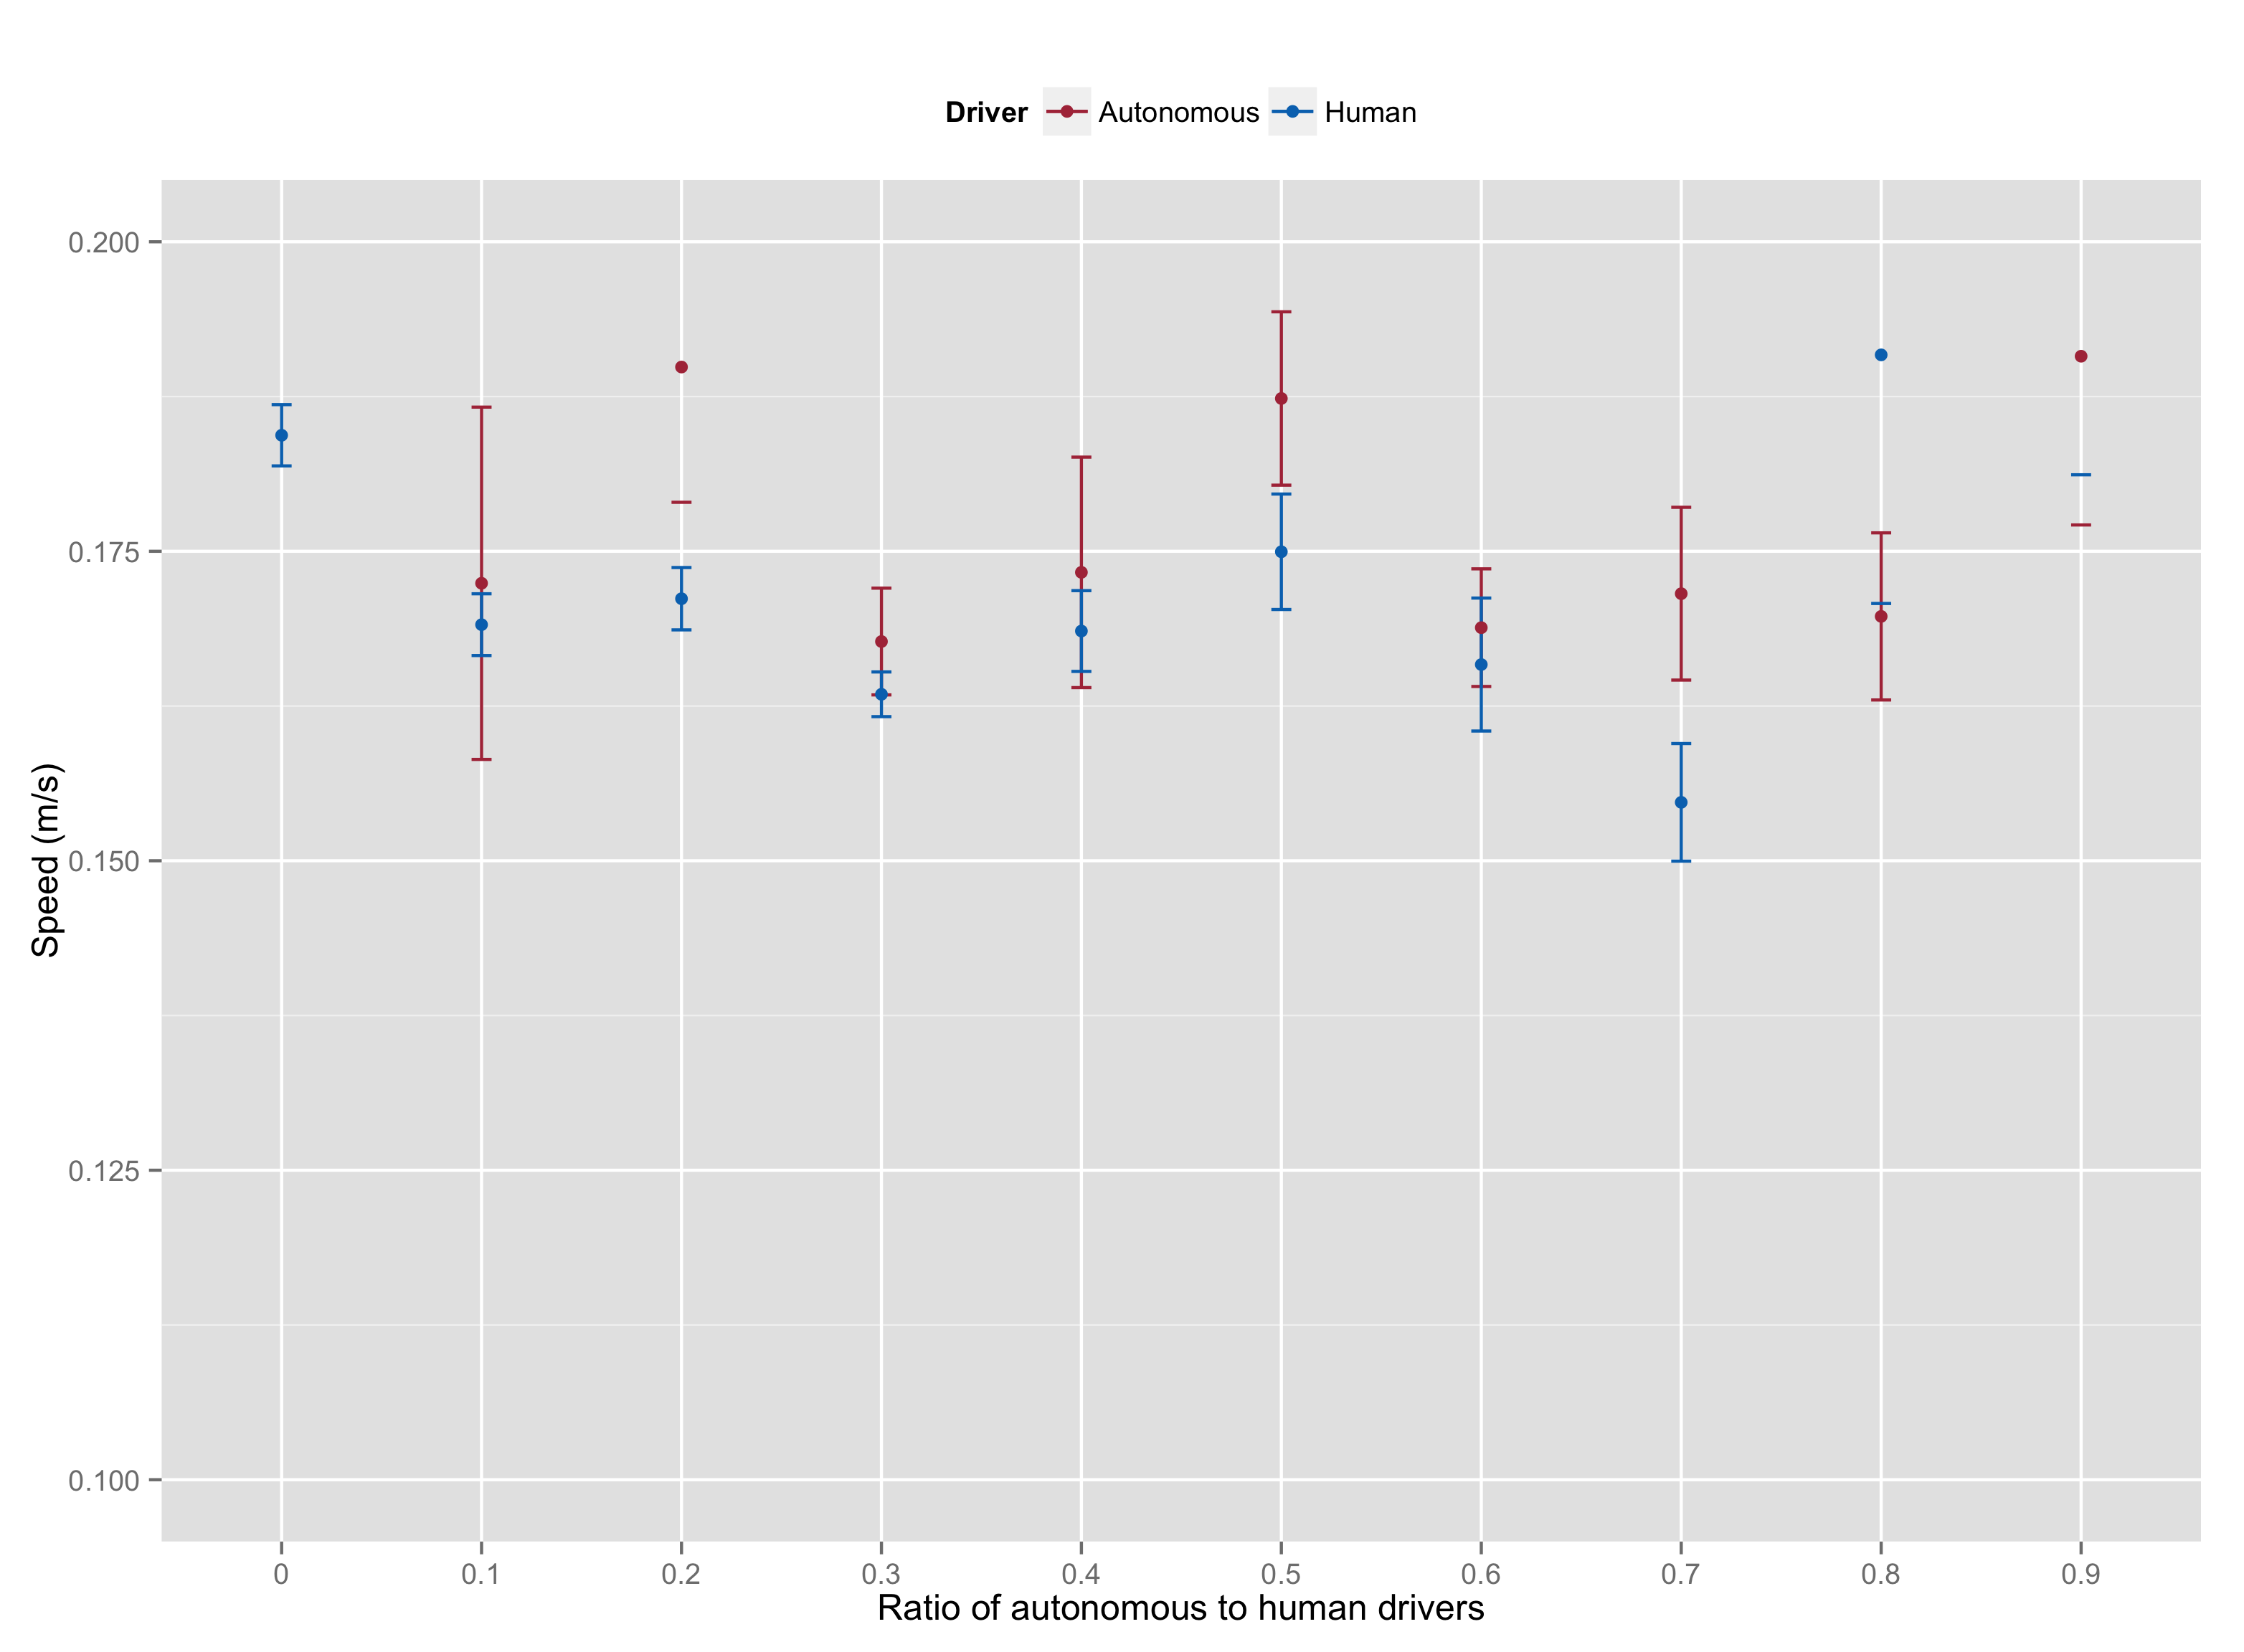 Driver Autonomous Human
0.200
0.175
0.150
0.125
0.100
Speed (m/s)
0 0.1 0.2 0.3 0.4 0.5 0.6 0.7 0.8 0.9
Ratio of autonomous to human drivers